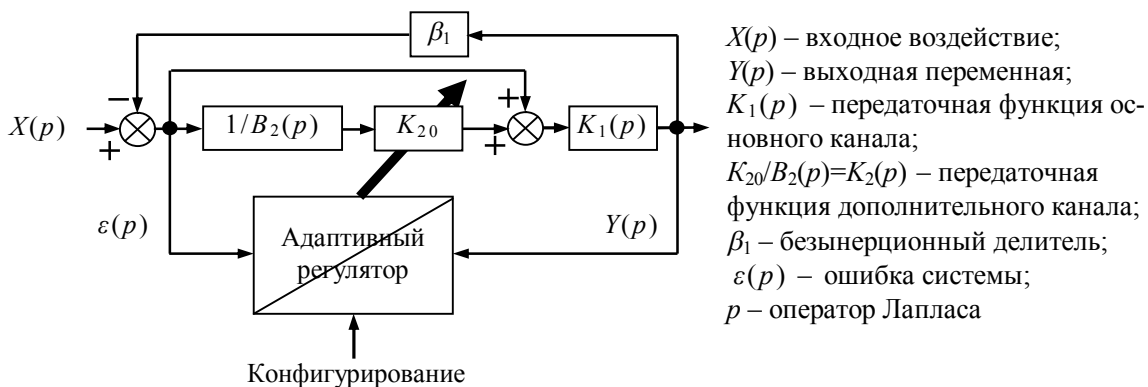 β₁
X(p)
−
+
1/B₂(p)
K₂₀
+
+
K₁(p)
ε(p)
Адаптивный
регулятор
Y(p)
Конфигурирование
X(p) – входное воздействие;
Y(p) – выходная переменная;
K₁(p) – передаточная функция ос-
новного канала;
K₂₀/B₂(p)=K₂(p) – передаточная
функция дополнительного канала;
β₁ – безынерционный делитель;
ε(p) – ошибка системы;
p – оператор Лапласа